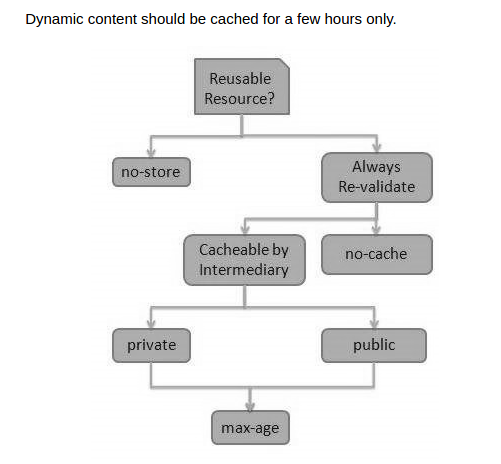 Dynamic content should be cached for a few hours only.
Reusable
Resource?
no-store
Always
Re-validate
Cacheable by
Intermediary
no-cache
private
public
max-age